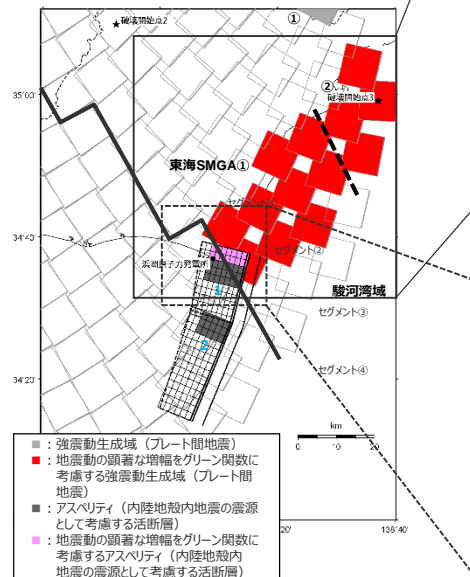 ①
破壊開始点2
②
35°00'
破壊開始点3
東海SMGA①
セグメント
34°40'
セグメント②
浜岡原子力発電所
1
駿河湾域
セグメント③
2
セグメント④
34°20'
km
0
20
:強震動生成域(プレート間地震)
:地震動の顕著な増幅をグリーン関数に
考慮する強震動生成域(プレート間
地震)
:アスペリティ(内陸地殻内地震の震源
として考慮する活断層)
:地震動の顕著な増幅をグリーン関数に
考慮するアスペリティ(内陸地殻内
地震の震源として考慮する活断層)
°20'
138°40'